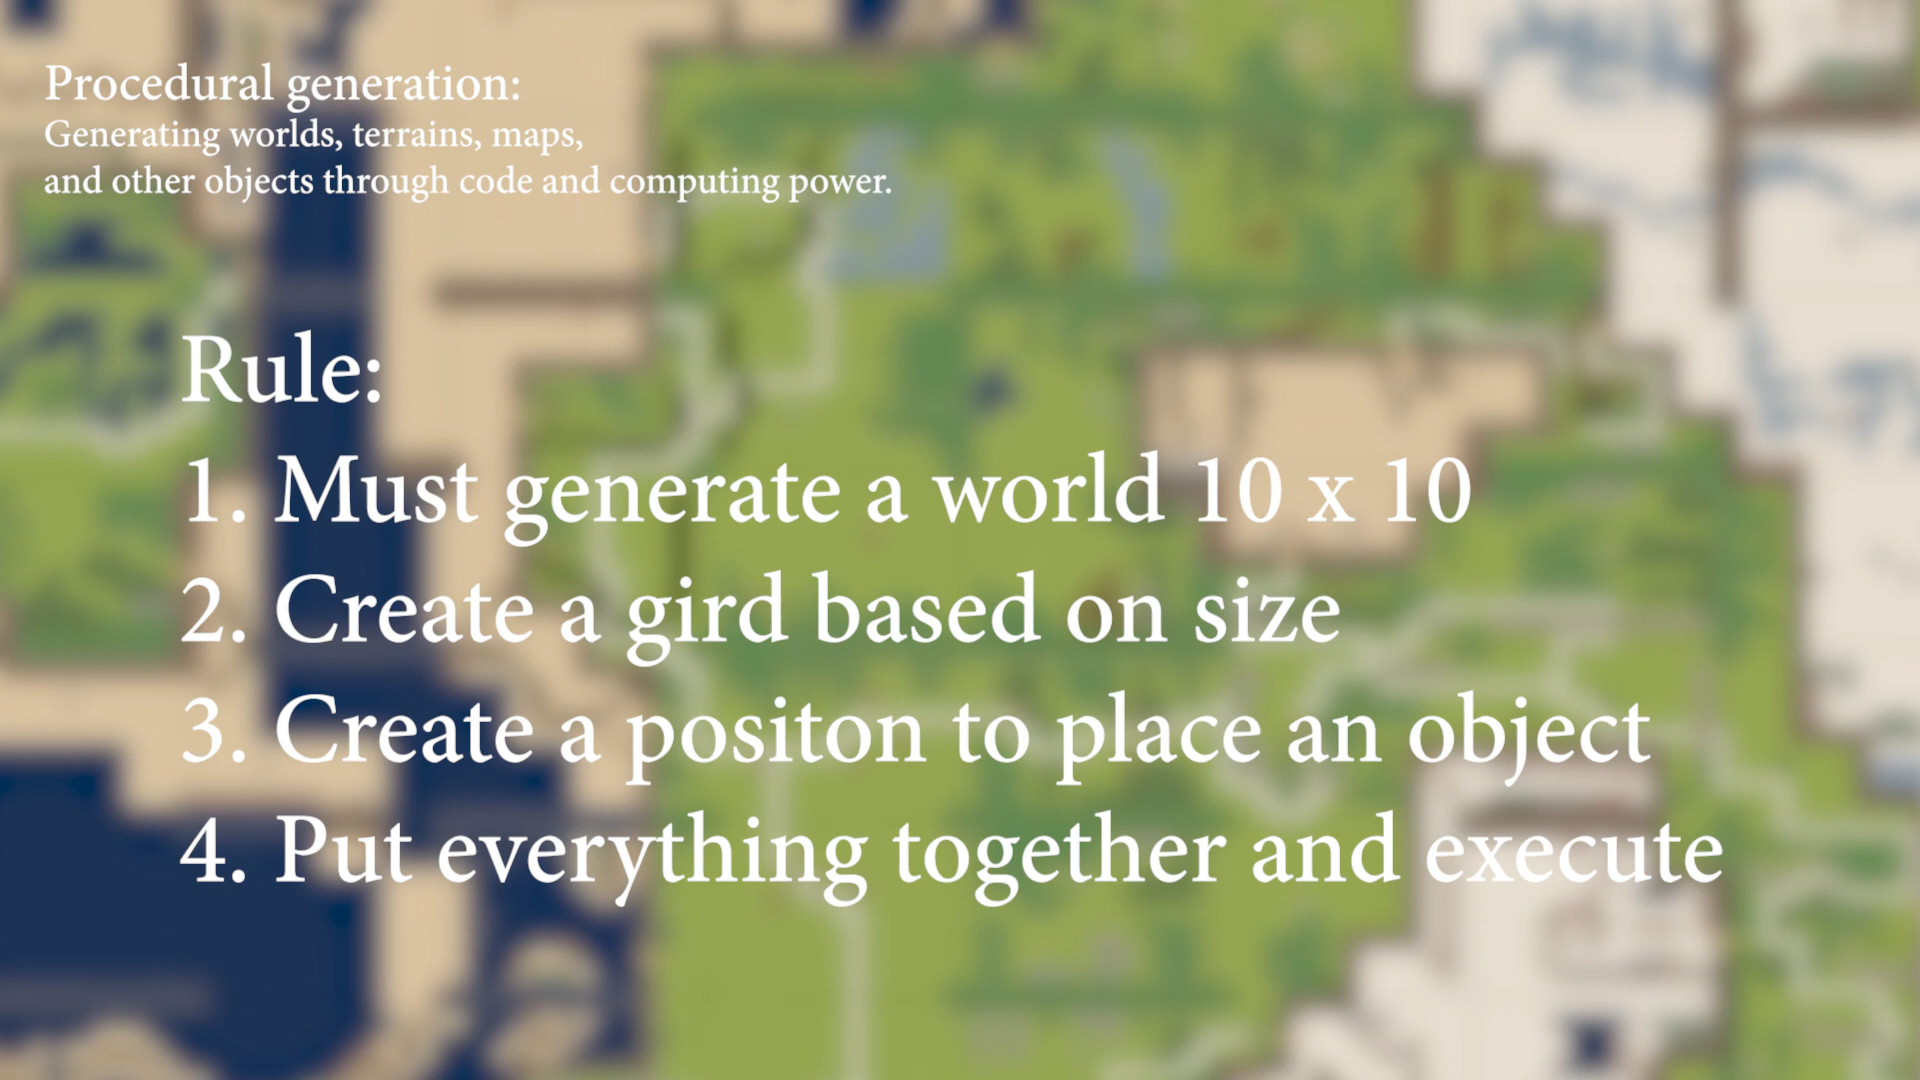 Procedural generation:
Generating worlds, terrains, maps,
and other objects through code and computing power.
Rule:
1. Must generate a world 10 x 10
2. Create a gird based on size
3. Create a positon to place an object
4. Put everything together and execute